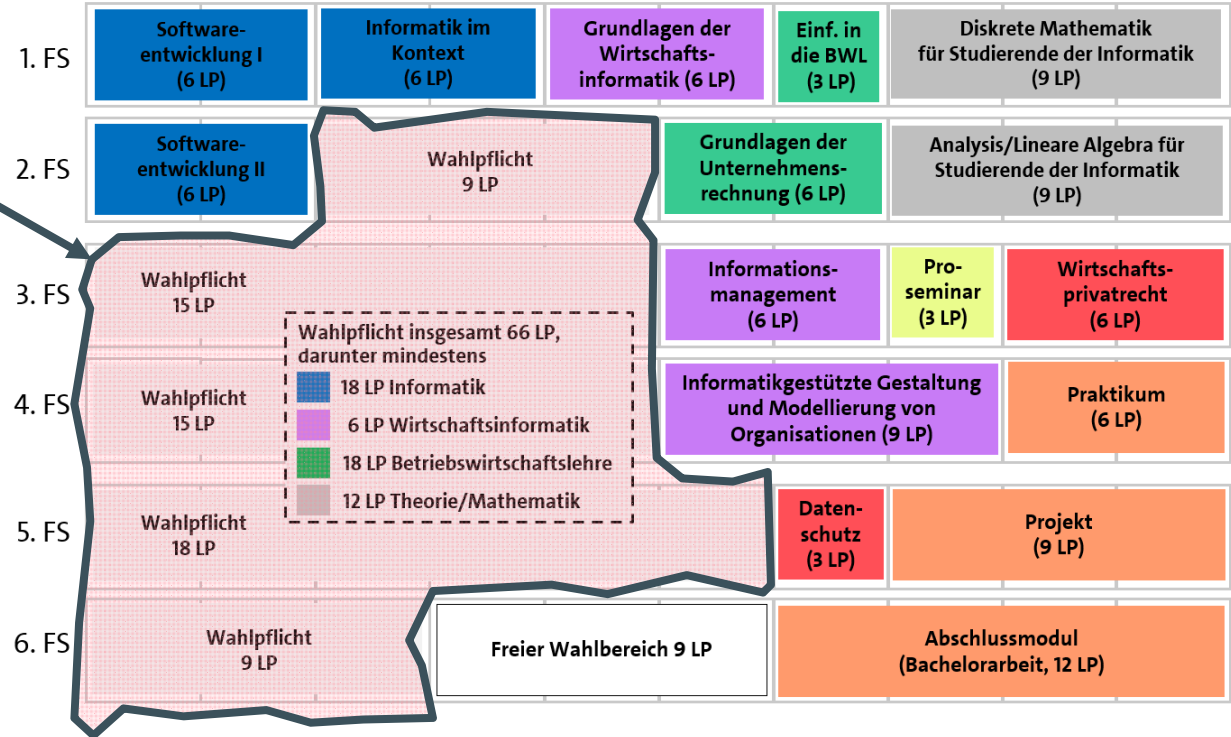 1. FS
Software-
entwicklung I
(6 LP)
Informatik im
Kontext
(6 LP)
Grundlagen der
Wirtschafts-
informatik (6 LP)
Einf. in
die BWL
(3 LP)
Diskrete Mathematik
für Studierende der Informatik
(9 LP)
2. FS
Software-
entwicklung II
(6 LP)
Wahlpflicht
9 LP
Grundlagen der
Unternehmens-
rechnung (6 LP)
Analysis/Lineare Algebra für
Studierende der Informatik
(9 LP)
3. FS
Wahlpflicht
15 LP
Informations-
management
(6 LP)
Pro-
seminar
(3 LP)
Wirtschafts-
privatrecht
(6 LP)
Wahlpflicht insgesamt 66 LP,
darunter mindestens
18 LP Informatik
6 LP Wirtschaftsinformatik
18 LP Betriebswirtschaftslehre
12 LP Theorie/Mathematik
4. FS
Wahlpflicht
15 LP
Informatikgestützte Gestaltung
und Modellierung von
Organisationen (9 LP)
Praktikum
(6 LP)
5. FS
Wahlpflicht
18 LP
Daten-
schutz
(3 LP)
Projekt
(9 LP)
6. FS
Wahlpflicht
9 LP
Freier Wahlbereich 9 LP
Abschlussmodul
(Bachelorarbeit, 12 LP)